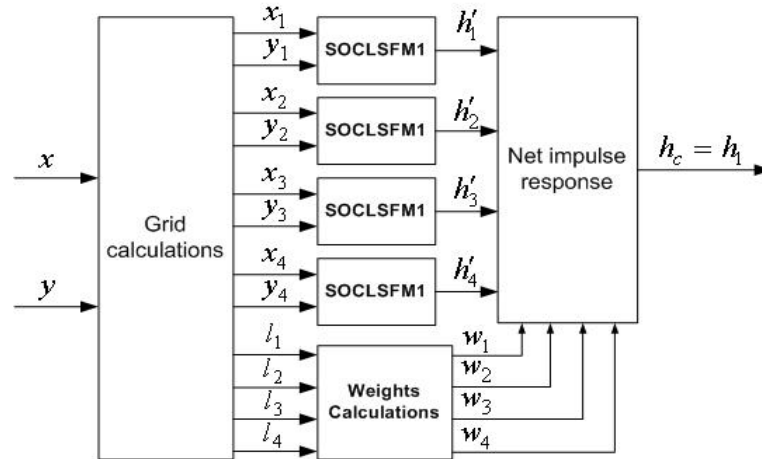 x
y
Grid
calculations
x₁
y₁
x₂
y₂
x₃
y₃
x₄
y₄
l₁
l₂
l₃
l₄
SOCLSFM1
SOCLSFM1
SOCLSFM1
SOCLSFM1
Weights
Calculations
h′₁
h′₂
h′₃
h′₄
w₁
w₂
w₃
w₄
Net impulse
response
h_c = h₁